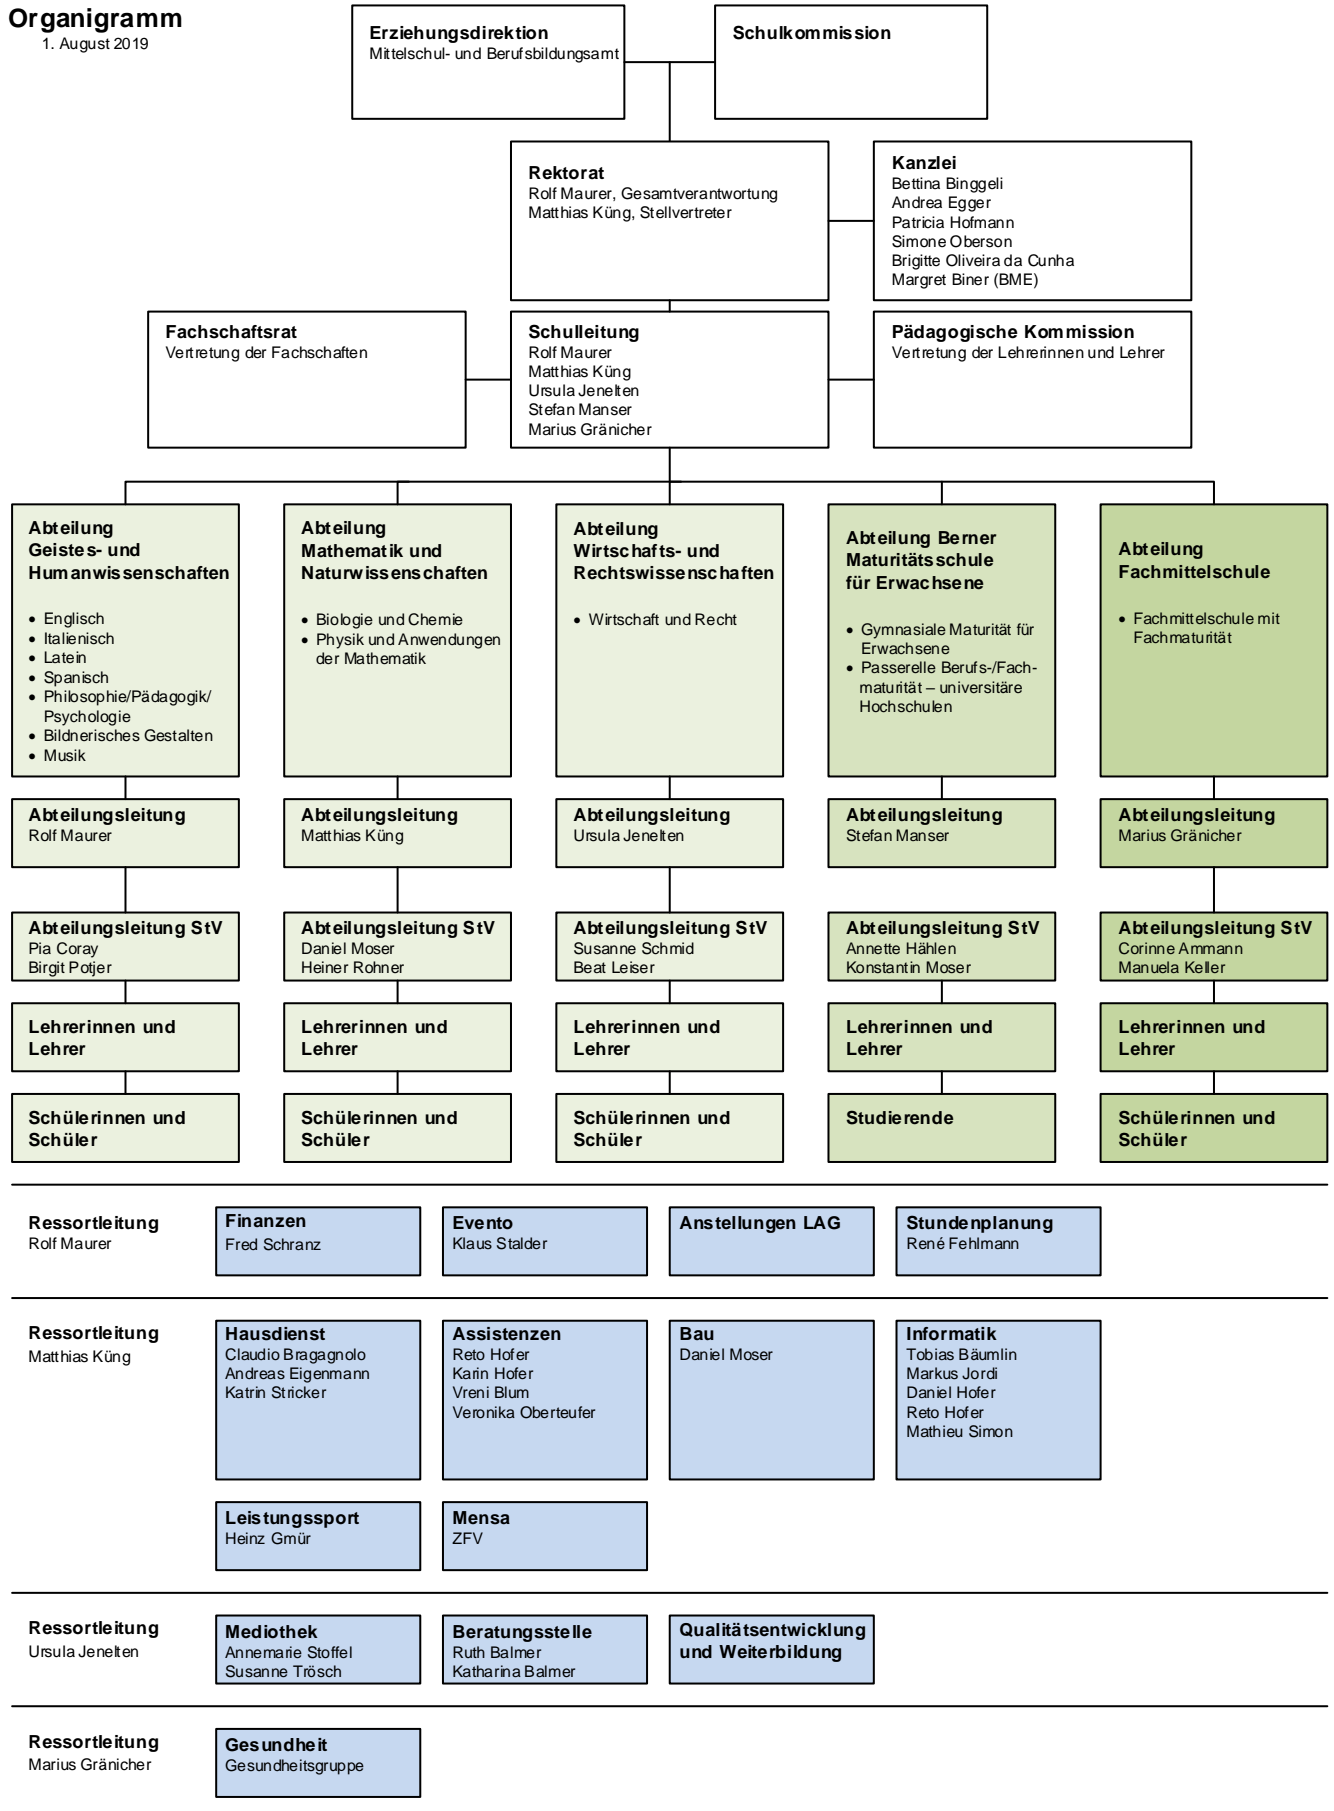 Organigramm
1. August 2019
Erziehungsdirektion
Mittelschul- und Berufsbildungsamt
Schulkommission
Rektorat
Rolf Maurer, Gesamtverantwortung
Matthias Küng, Stellvertreter
Kanzlei
Bettina Binggeli
Andrea Egger
Patricia Hofmann
Simone Oberson
Brigitte Oliveira da Cunha
Margret Biner (BME)
Fachschaftsrat
Vertretung der Fachschaften
Schulleitung
Rolf Maurer
Matthias Küng
Ursula Jenelten
Stefan Manser
Marius Gränicher
Pädagogische Kommission
Vertretung der Lehrerinnen und Lehrer
Abteilung
Geistes- und
Humanwissenschaften
• Englisch
• Italienisch
• Latein
• Spanisch
• Philosophie/Pädagogik/
Psychologie
• Bildnerisches Gestalten
• Musik
Abteilung
Mathematik und
Naturwissenschaften
• Biologie und Chemie
• Physik und Anwendungen
der Mathematik
Abteilung
Wirtschafts- und
Rechtswissenschaften
• Wirtschaft und Recht
Abteilung Berner
Maturitätsschule
für Erwachsene
• Gymnasiale Maturität für
Erwachsene
• Passerelle Berufs-/Fach-
maturität – universitäre
Hochschulen
Abteilung
Fachmittelschule
• Fachmittelschule mit
Fachmaturität
Abteilungsleitung
Rolf Maurer
Abteilungsleitung
Matthias Küng
Abteilungsleitung
Ursula Jenelten
Abteilungsleitung
Stefan Manser
Abteilungsleitung
Marius Gränicher
Abteilungsleitung StV
Pia Coray
Birgit Potjer
Abteilungsleitung StV
Daniel Moser
Heiner Rohner
Abteilungsleitung StV
Susanne Schmid
Beat Leiser
Abteilungsleitung StV
Annette Hählen
Konstantin Moser
Abteilungsleitung StV
Corinne Ammann
Manuela Keller
Lehrerinnen und
Lehrer
Lehrerinnen und
Lehrer
Lehrerinnen und
Lehrer
Lehrerinnen und
Lehrer
Lehrerinnen und
Lehrer
Schülerinnen und
Schüler
Schülerinnen und
Schüler
Schülerinnen und
Schüler
Studierende
Schülerinnen und
Schüler
Ressortleitung
Rolf Maurer
Finanzen
Fred Schranz
Evento
Klaus Stalder
Anstellungen LAG
Stundenplanung
René Fehlmann
Ressortleitung
Matthias Küng
Hausdienst
Claudio Bragagnolo
Andreas Eigenmann
Katrin Stricker
Assistenzen
Reto Hofer
Karin Hofer
Vreni Blum
Veronika Oberteufer
Bau
Daniel Moser
Informatik
Tobias Bäumlin
Markus Jordi
Daniel Hofer
Reto Hofer
Mathieu Simon
Leistungssport
Heinz Gmür
Mensa
ZFV
Ressortleitung
Ursula Jenelten
Mediothek
Annemarie Stoffel
Susanne Trösch
Beratungsstelle
Ruth Balmer
Katharina Balmer
Qualitätsentwicklung
und Weiterbildung
Ressortleitung
Marius Gränicher
Gesundheit
Gesundheitsgruppe